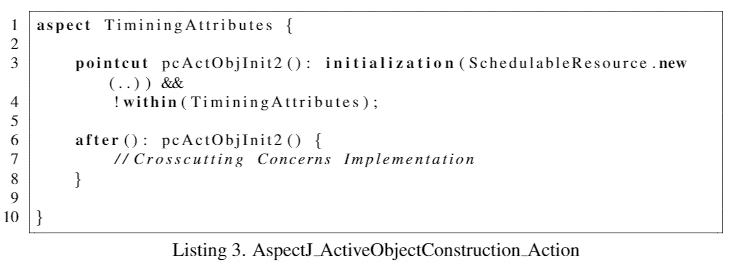 1 aspect TiminingAttributes {
2
3 pointcut pcActObjInit2(): initialization(SchedulableResource.new
(..)) &&
4 !within(TiminingAttributes);
5
6 after(): pcActObjInit2() {
7 //Crosscutting Concerns Implementation
8 }
9
10 }
Listing 3. AspectJ_ActiveObjectConstruction_Action